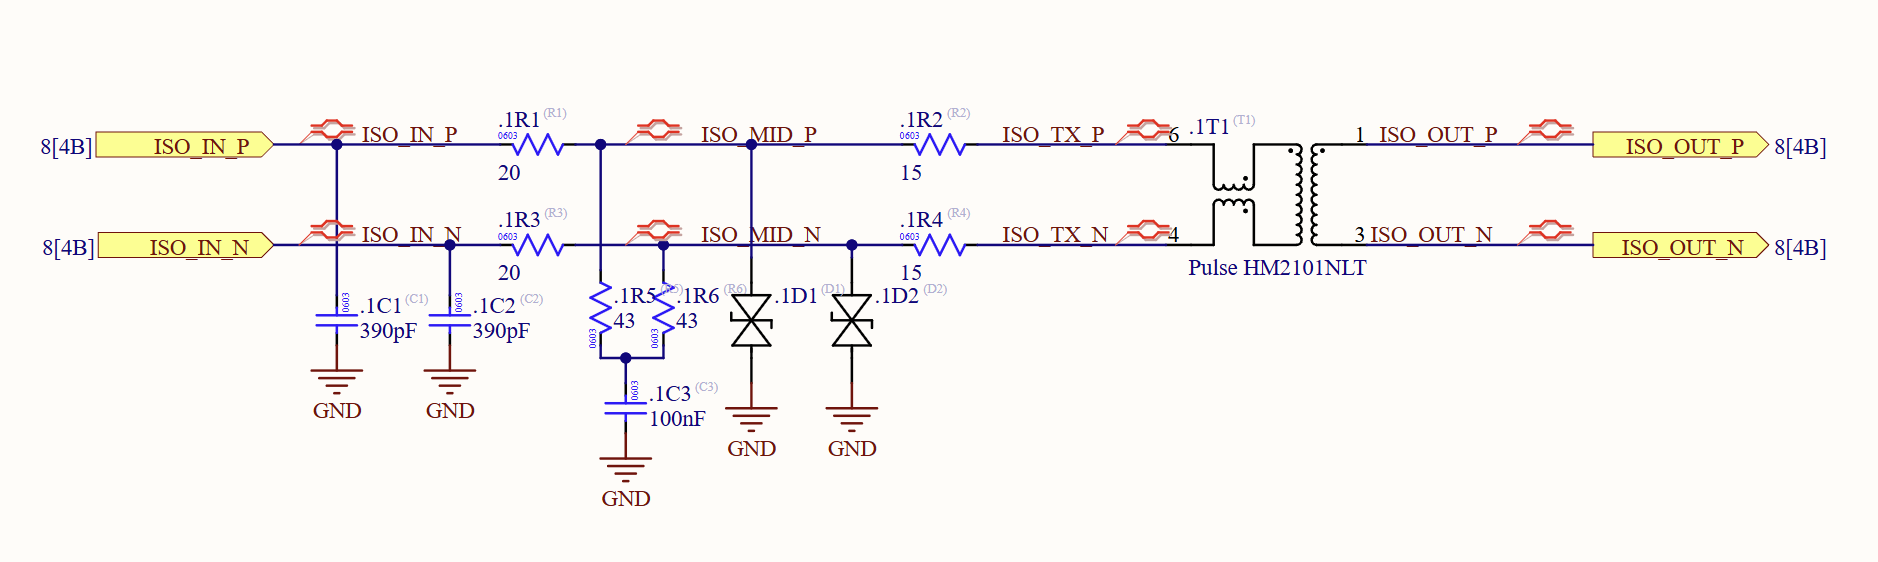 .1R1 (R1) .1R2 (R2) .1T1 (T1)
8[4B] ISO_IN_P ISO_IN_P 0603 ISO_MID_P 0603 ISO_TX_P 6 1 ISO_OUT_P ISO_OUT_P 8[4B]
20 15
.1R3 (R3) .1R4 (R4)
8[4B] ISO_IN_N ISO_IN_N 0603 ISO_MID_N 0603 ISO_TX_N 4 3 ISO_OUT_N ISO_OUT_N 8[4B]
20 15 Pulse HM2101NLT
0603 .1C1 (C1) 0603 .1C2 (C2) .1R5 (R5) .1R6 (R6) .1D1 (D1) .1D2 (D2)
390pF 390pF 0603 43 0603 43
0603 .1C3 (C3)
GND GND 100nF
GND GND
GND